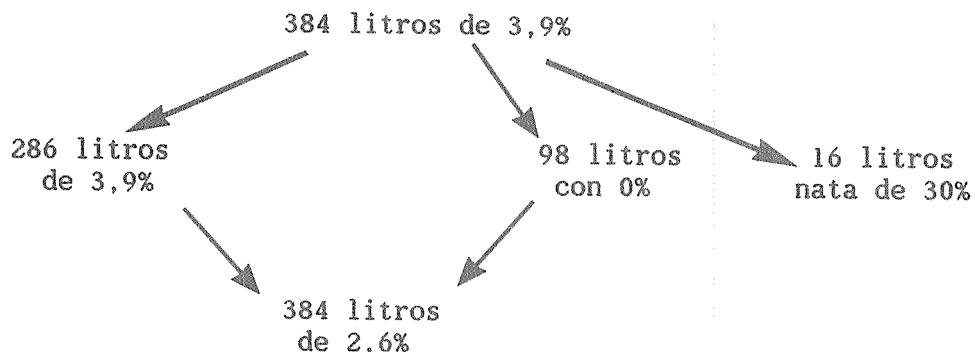 384 litros de 3,9%
286 litros
de 3,9%
98 litros
con 0%
16 litros
nata de 30%
384 litros
de 2,6%